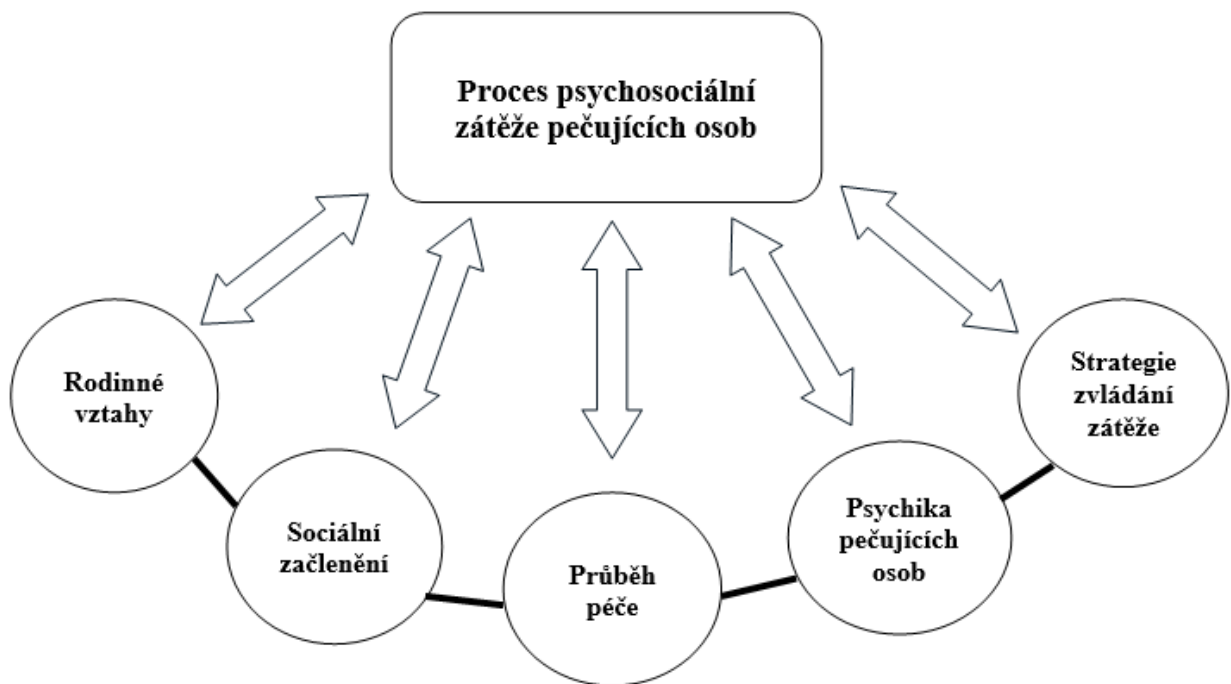 Proces psychosociální
zátěže pečujících osob
Rodinné
vztahy
Sociální
začlenění
Průběh
péče
Psychika
pečujících
osob
Strategie
zvládání
zátěže